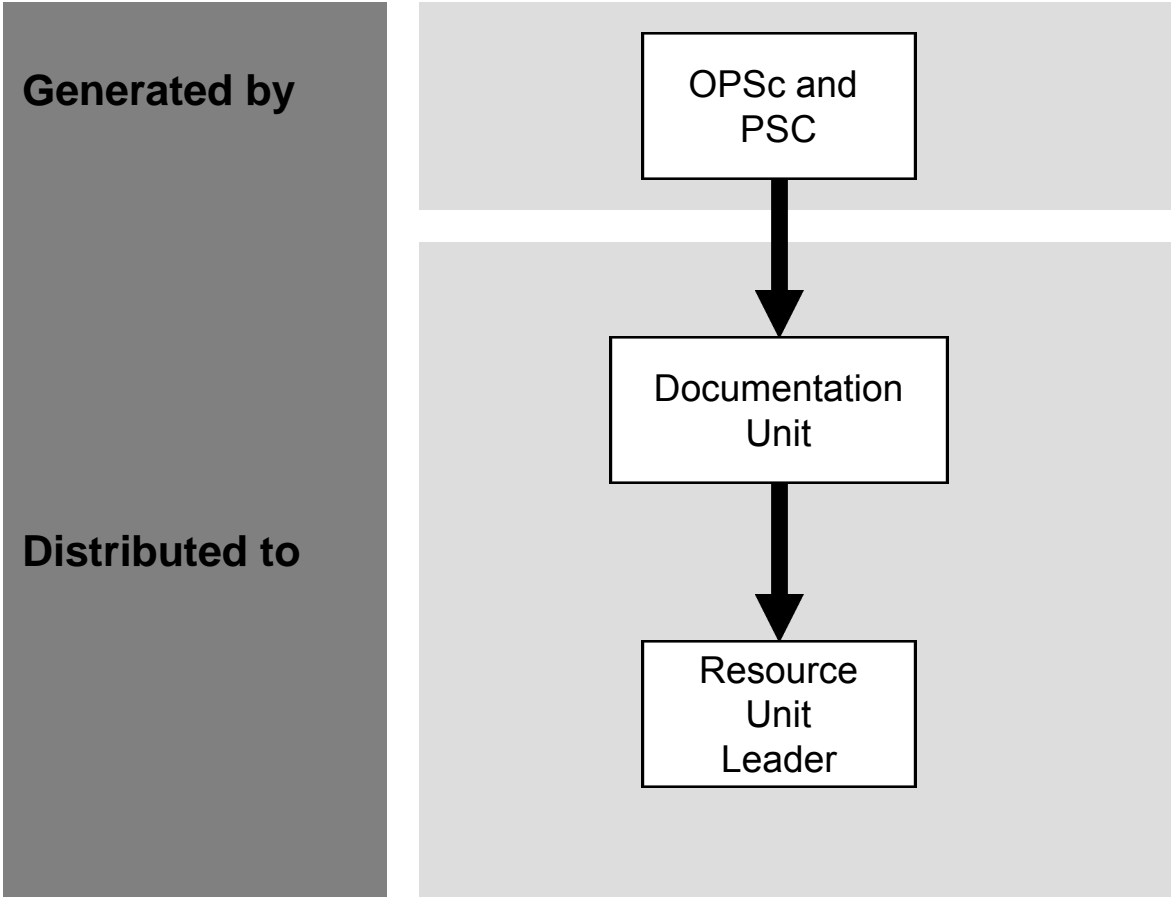 Generated by
OPSc and
PSC
Documentation
Unit
Distributed to
Resource
Unit
Leader